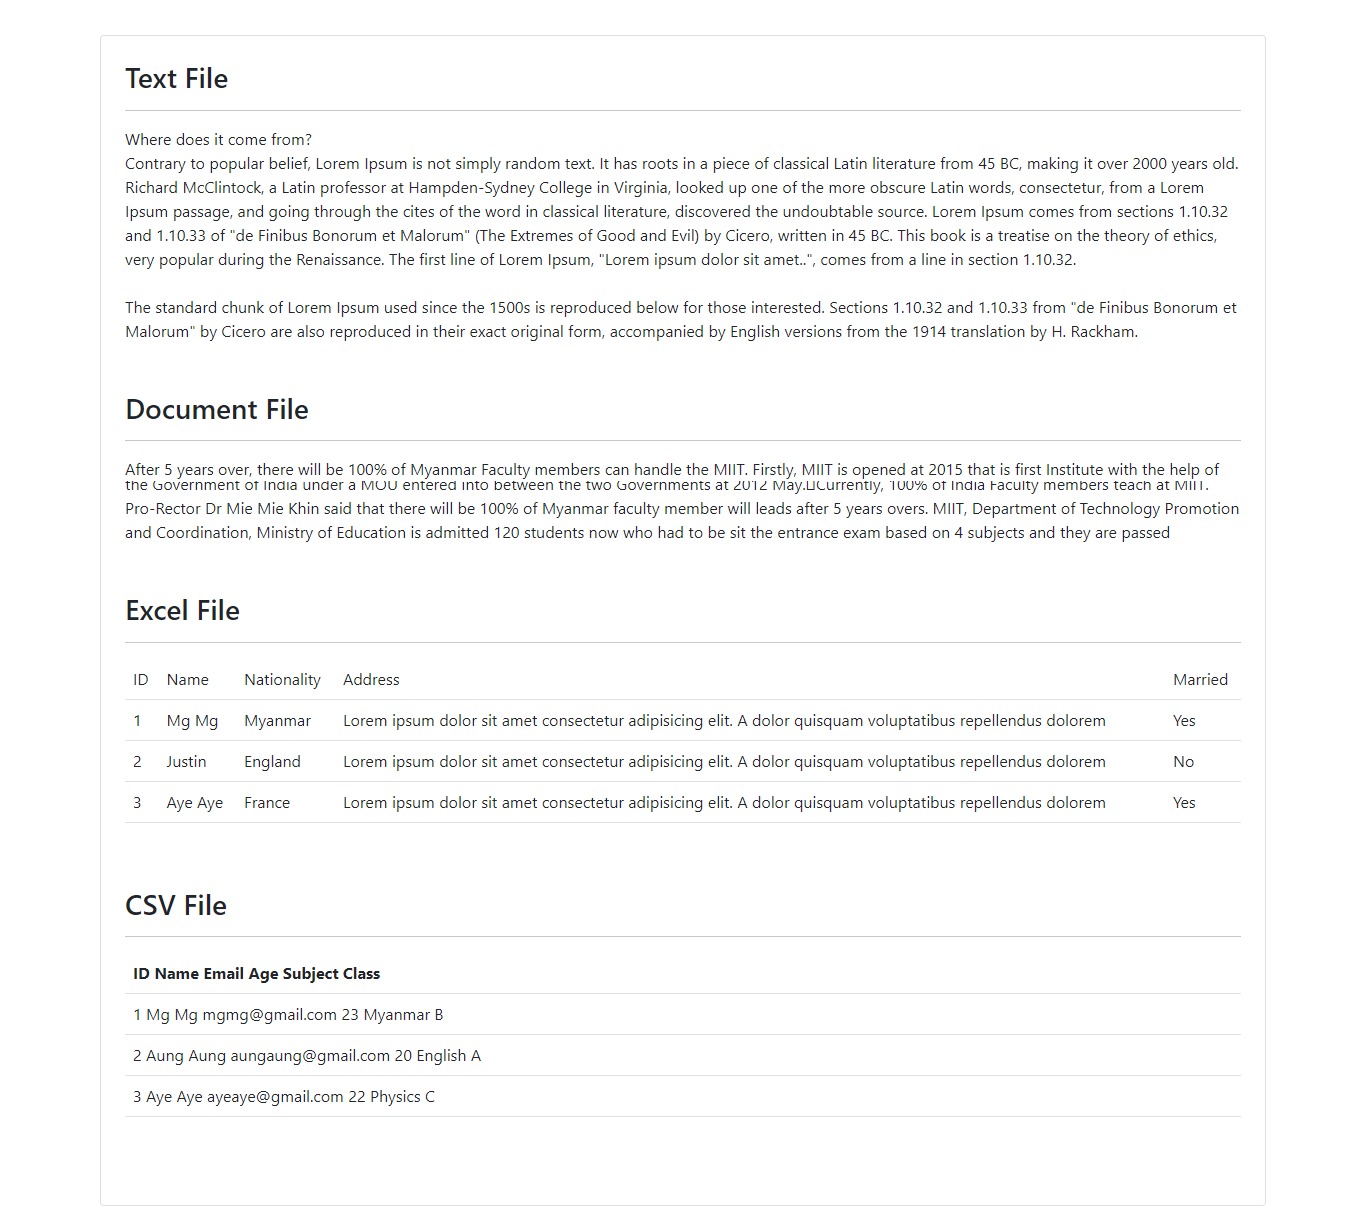 Text File
Where does it come from?
Contrary to popular belief, Lorem Ipsum is not simply random text. It has roots in a piece of classical Latin literature from 45 BC, making it over 2000 years old.
Richard McClintock, a Latin professor at Hampden-Sydney College in Virginia, looked up one of the more obscure Latin words, consectetur, from a Lorem
Ipsum passage, and going through the cites of the word in classical literature, discovered the undoubtable source. Lorem Ipsum comes from sections 1.10.32
and 1.10.33 of "de Finibus Bonorum et Malorum" (The Extremes of Good and Evil) by Cicero, written in 45 BC. This book is a treatise on the theory of ethics,
very popular during the Renaissance. The first line of Lorem Ipsum, "Lorem ipsum dolor sit amet..", comes from a line in section 1.10.32.
The standard chunk of Lorem Ipsum used since the 1500s is reproduced below for those interested. Sections 1.10.32 and 1.10.33 from "de Finibus Bonorum et
Malorum" by Cicero are also reproduced in their exact original form, accompanied by English versions from the 1914 translation by H. Rackham.
Document File
After 5 years over, there will be 100% of Myanmar Faculty members can handle the MIIT. Firstly, MIIT is opened at 2015 that is first Institute with the help of
the Government of India under a MOU entered into between the two Governments at 2012 May.□Currently, 100% of India Faculty members teach at MIIT.
Pro-Rector Dr Mie Mie Khin said that there will be 100% of Myanmar faculty member will leads after 5 years overs. MIIT, Department of Technology Promotion
and Coordination, Ministry of Education is admitted 120 students now who had to be sit the entrance exam based on 4 subjects and they are passed
Excel File
ID Name Nationality Address Married
1 Mg Mg Myanmar Lorem ipsum dolor sit amet consectetur adipisicing elit. A dolor quisquam voluptatibus repellendus dolorem Yes
2 Justin England Lorem ipsum dolor sit amet consectetur adipisicing elit. A dolor quisquam voluptatibus repellendus dolorem No
3 Aye Aye France Lorem ipsum dolor sit amet consectetur adipisicing elit. A dolor quisquam voluptatibus repellendus dolorem Yes
CSV File
ID Name Email Age Subject Class
1 Mg Mg mgmg@gmail.com 23 Myanmar B
2 Aung Aung aungaung@gmail.com 20 English A
3 Aye Aye ayeaye@gmail.com 22 Physics C